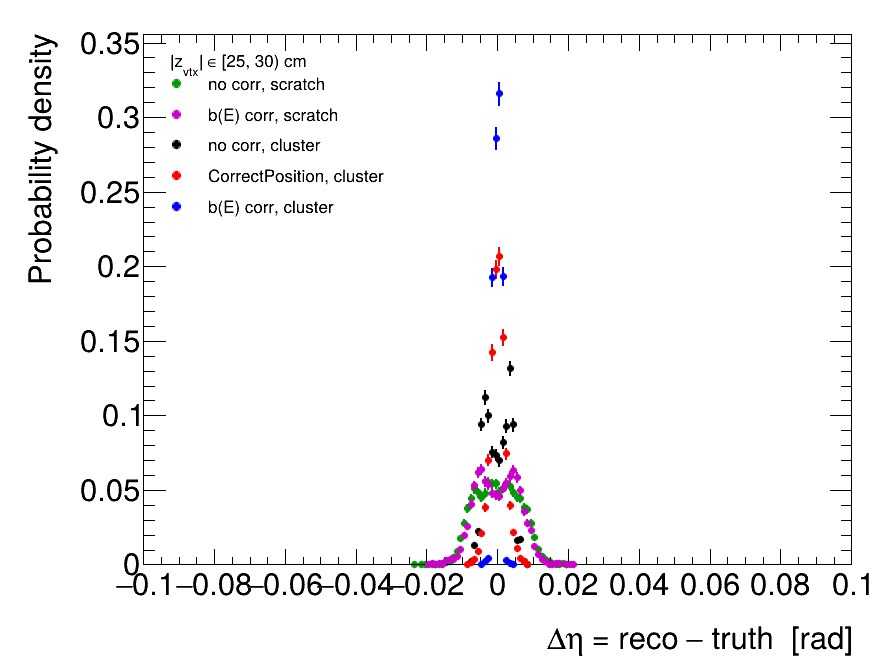 Probability density
0.35
0.3
0.25
0.2
0.15
0.1
0.05
0
|z_vtx| ∈ [25, 30) cm
no corr, scratch
b(E) corr, scratch
no corr, cluster
CorrectPosition, cluster
b(E) corr, cluster
−0.1 −0.08 −0.06 −0.04 −0.02 0 0.02 0.04 0.06 0.08 0.1
Δη = reco − truth [rad]